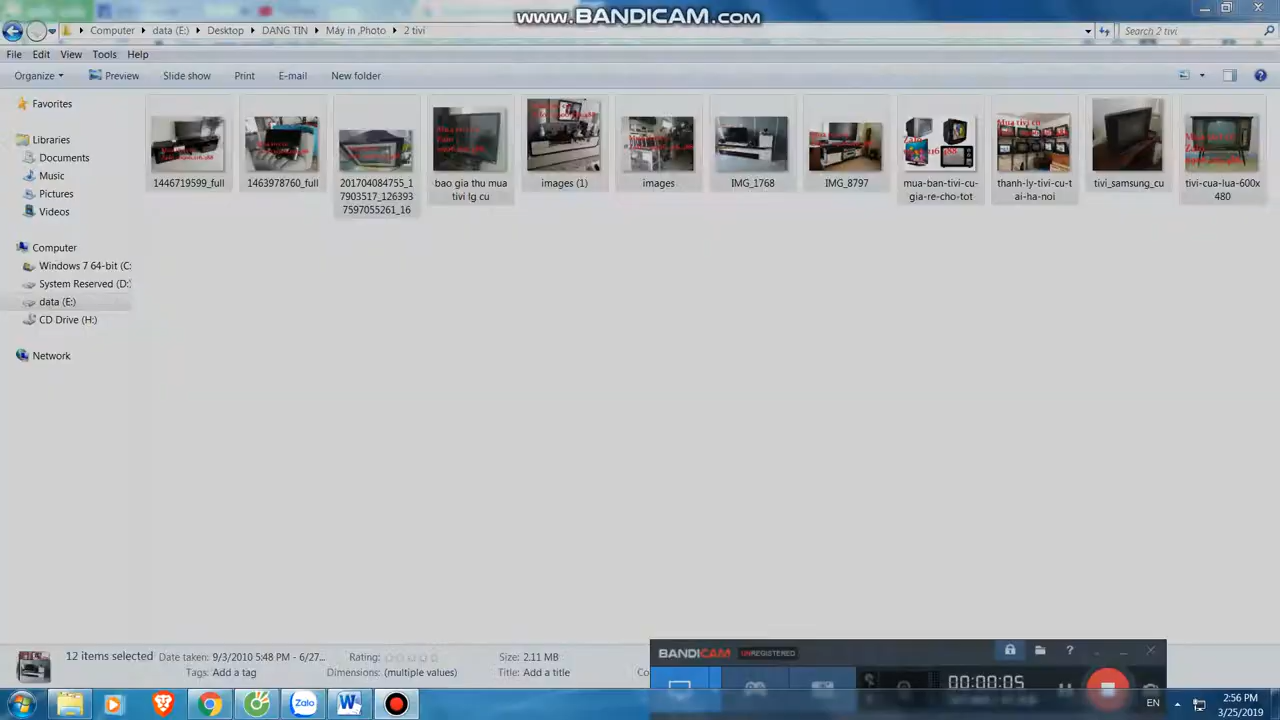 www.BANDICAM.com
Computer data (E:) Desktop DANG TIN Máy in ,Photo 2 tivi
Search 2 tivi
File Edit View Tools Help
Organize Preview Slide show Print E-mail New folder
Favorites
Libraries
Documents
Music
Pictures
Videos
Computer
Windows 7 64-bit (C:
System Reserved (D:
data (E:)
CD Drive (H:)
Network
1446719599_full
1463978760_full
201704084755_1
7903517_126393
7597055261_16
bao gia thu mua
tivi lg cu
images (1)
images
IMG_1768
IMG_8797
mua-ban-tivi-cu-
gia-re-cho-tot
thanh-ly-tivi-cu-t
ai-ha-noi
tivi_samsung_cu
tivi-cua-lua-600x
480
12 items selected
Date taken: 9/3/2010 5:48 PM - 6/27...
Tags: Add a tag
Rating:
Dimensions: (multiple values)
Size: 2.11 MB
Title: Add a title
Co
BANDICAM UNREGISTERED
00:00:05
Zalo
EN
2:56 PM
3/25/2019